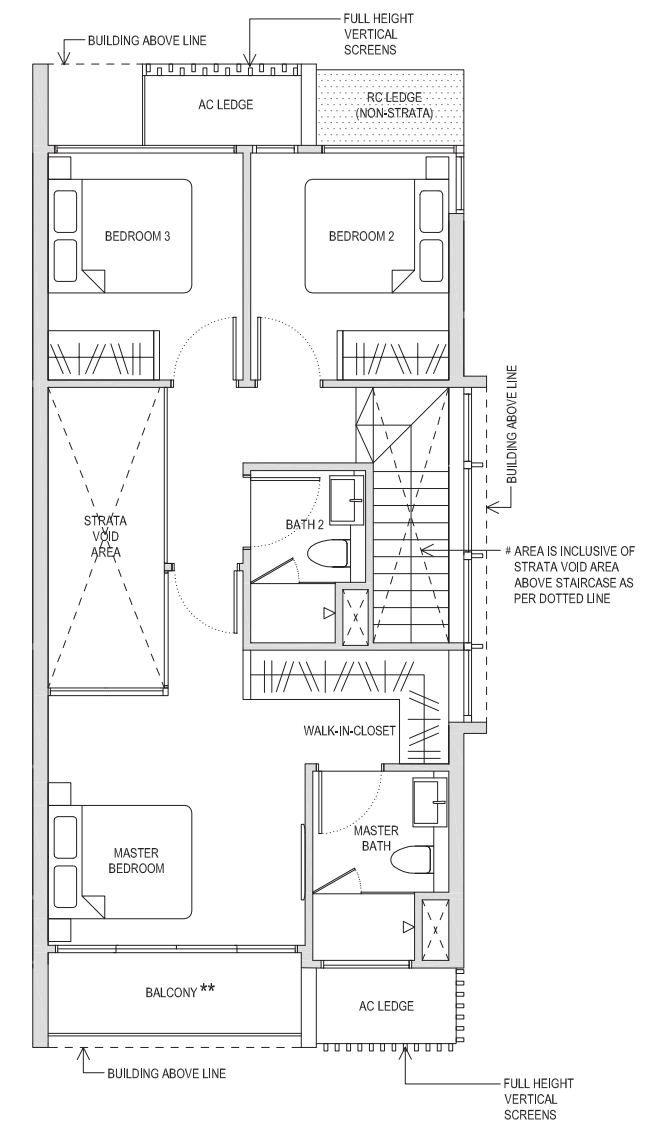 FULL HEIGHT
VERTICAL
SCREENS
BUILDING ABOVE LINE
AC LEDGE
RC LEDGE
(NON-STRATA)
BEDROOM 3
BEDROOM 2
BUILDING ABOVE LINE
STRATA
VOID
AREA
BATH 2
# AREA IS INCLUSIVE OF
STRATA VOID AREA
ABOVE STAIRCASE AS
PER DOTTED LINE
WALK-IN-CLOSET
MASTER
BATH
MASTER
BEDROOM
BALCONY **
AC LEDGE
BUILDING ABOVE LINE
FULL HEIGHT
VERTICAL
SCREENS